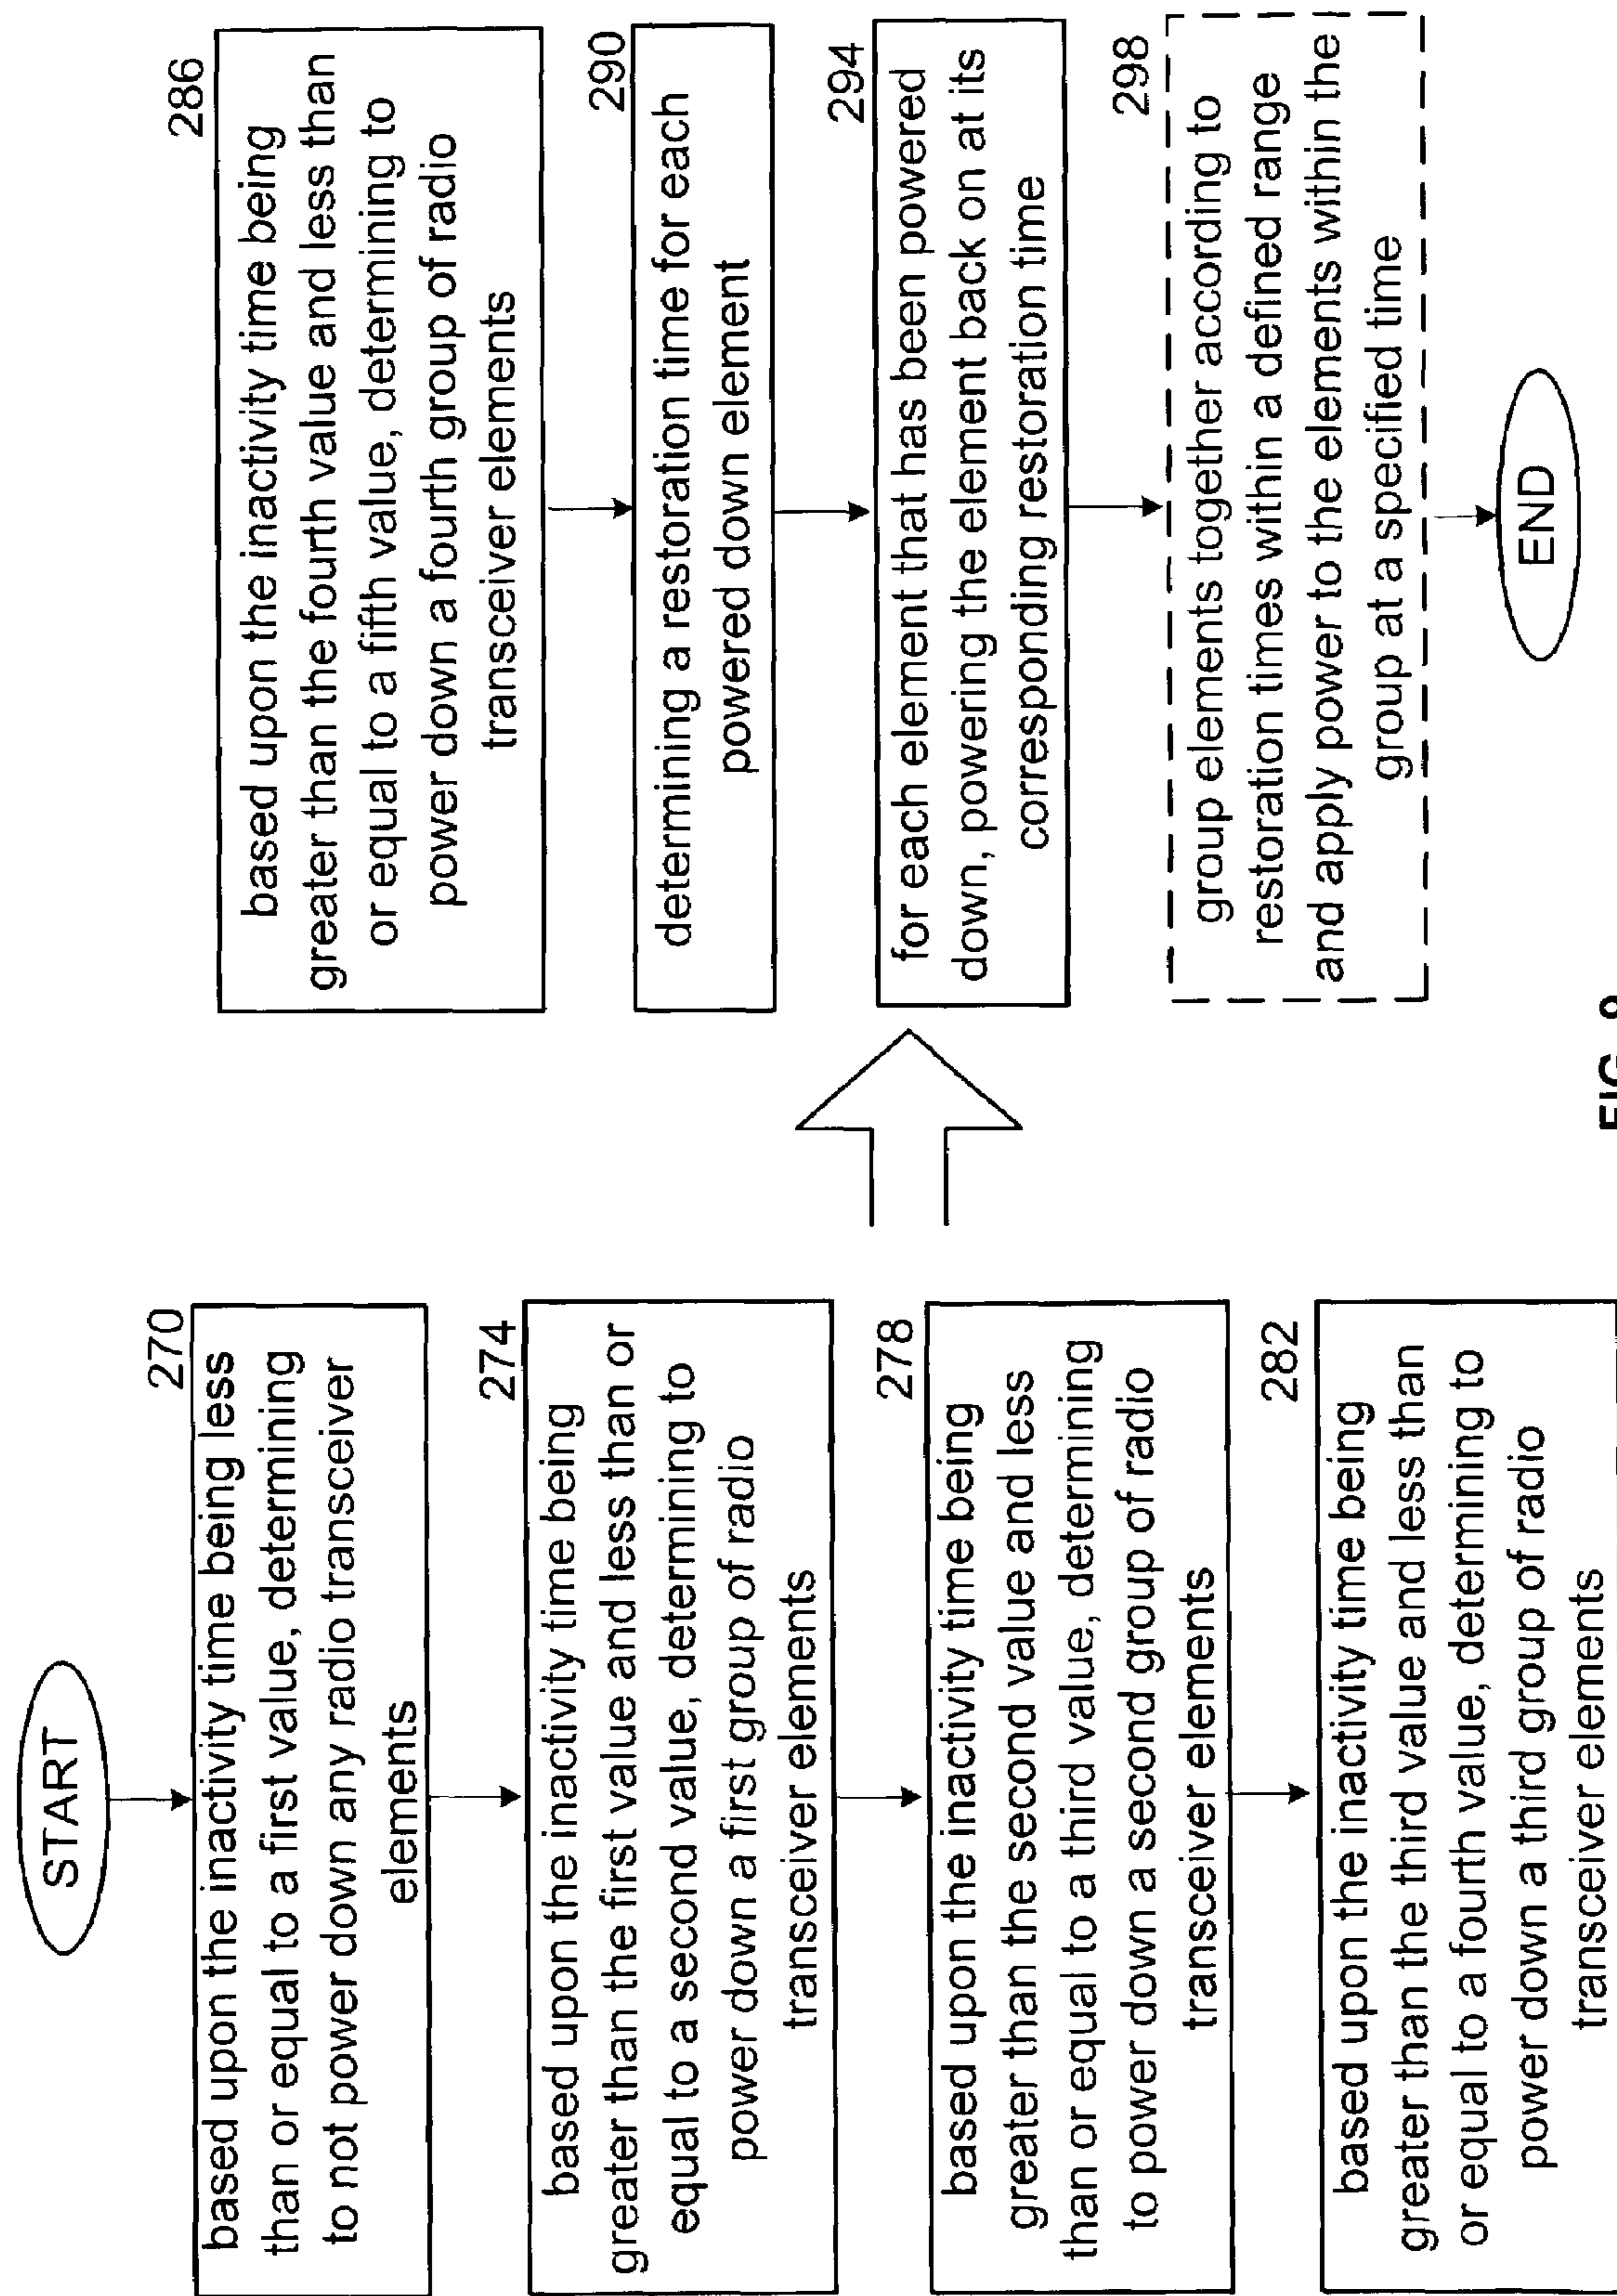 START
270
based upon the inactivity time being less
than or equal to a first value, determining
to not power down any radio transceiver
elements
274
based upon the inactivity time being
greater than the first value and less than or
equal to a second value, determining to
power down a first group of radio
transceiver elements
278
based upon the inactivity time being
greater than the second value and less
than or equal to a third value, determining
to power down a second group of radio
transceiver elements
282
based upon the inactivity time being
greater than the third value and less than
or equal to a fourth value, determining to
power down a third group of radio
transceiver elements
286
based upon the inactivity time being
greater than the fourth value and less than
or equal to a fifth value, determining to
power down a fourth group of radio
transceiver elements
290
determining a restoration time for each
powered down element
294
for each element that has been powered
down, powering the element back on at its
corresponding restoration time
298
group elements together according to
restoration times within a defined range
and apply power to the elements within the
group at a specified time
END
FIG.